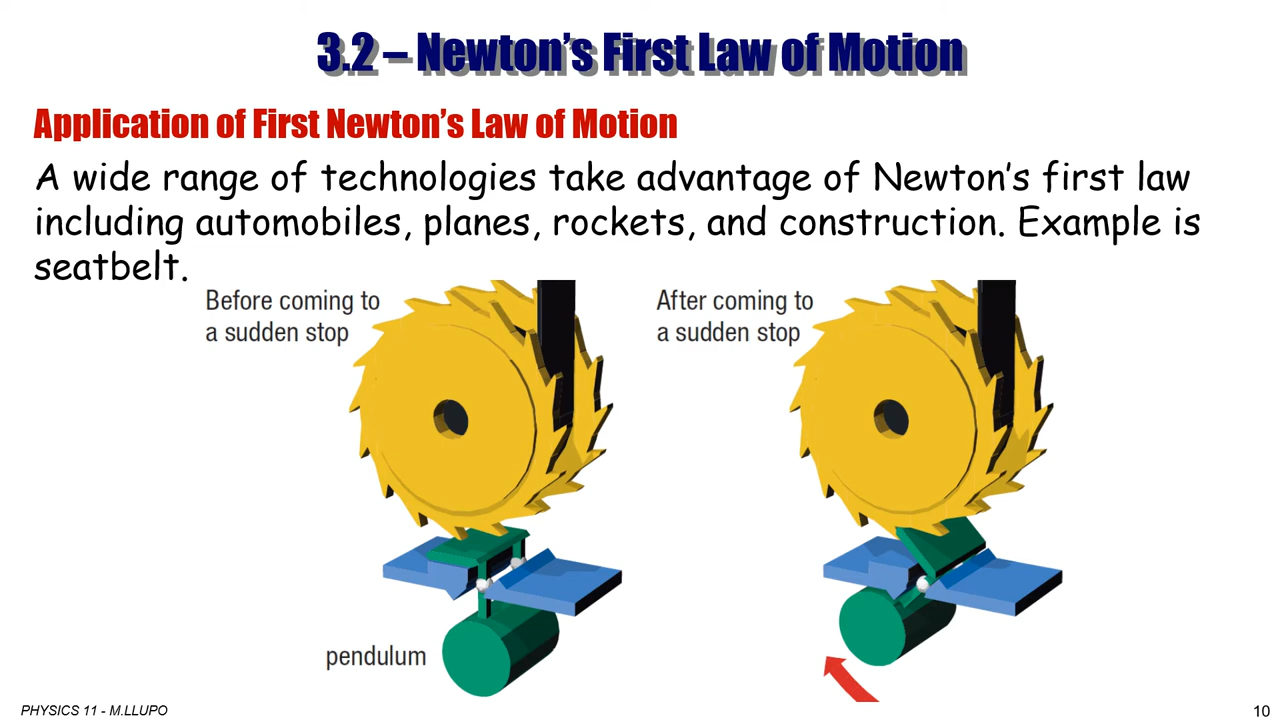 3.2 – Newton’s First Law of Motion
Application of First Newton’s Law of Motion
A wide range of technologies take advantage of Newton’s first law
including automobiles, planes, rockets, and construction. Example is
seatbelt.
Before coming to
a sudden stop
After coming to
a sudden stop
pendulum
PHYSICS 11 - M.LLUPO
10